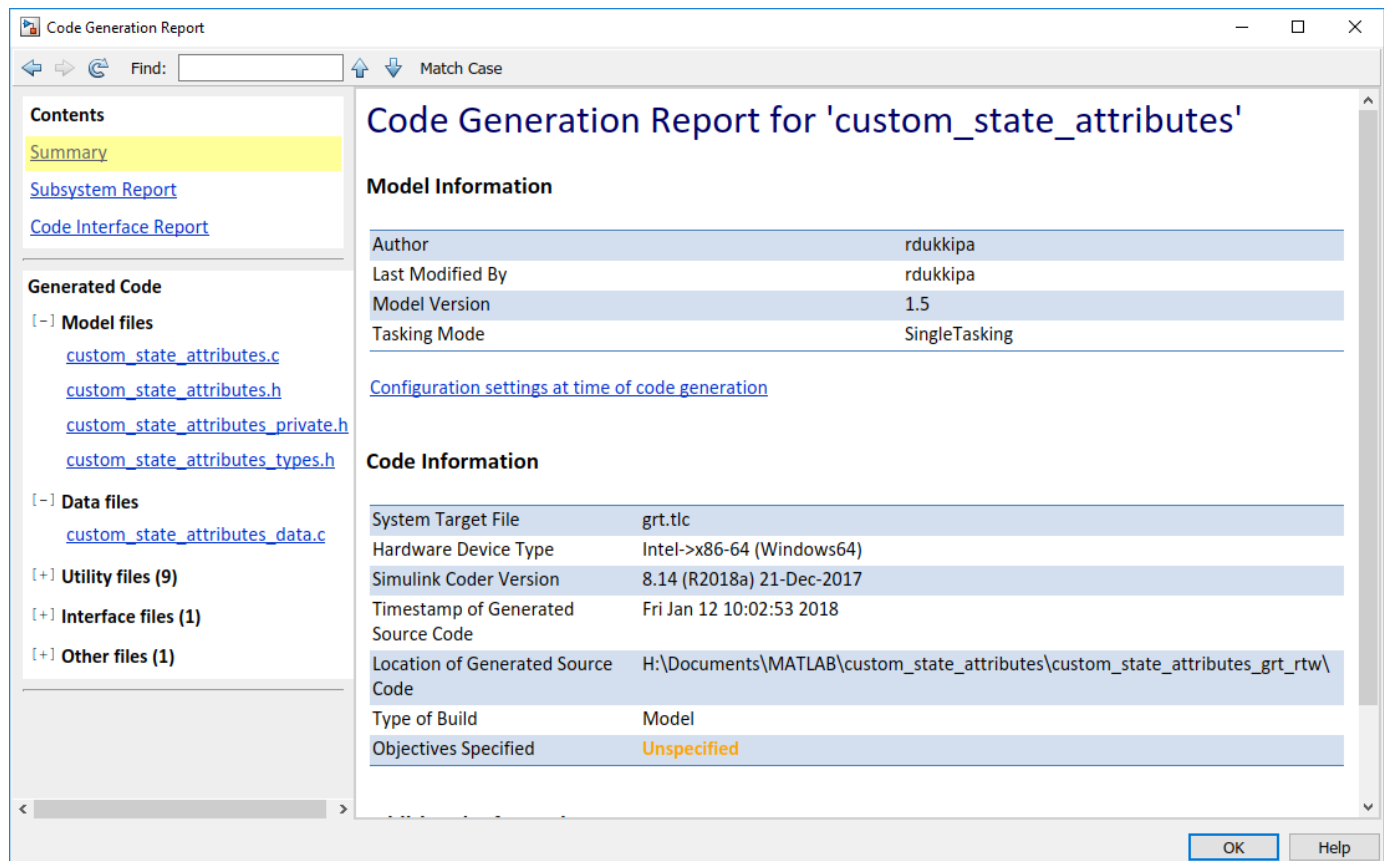 Code Generation Report
Find:
Match Case
Contents
Summary
Subsystem Report
Code Interface Report
Generated Code
[-] Model files
custom_state_attributes.c
custom_state_attributes.h
custom_state_attributes_private.h
custom_state_attributes_types.h
[-] Data files
custom_state_attributes_data.c
[+] Utility files (9)
[+] Interface files (1)
[+] Other files (1)
Code Generation Report for 'custom_state_attributes'
Model Information
Author rdukkipa
Last Modified By rdukkipa
Model Version 1.5
Tasking Mode SingleTasking
Configuration settings at time of code generation
Code Information
System Target File grt.tlc
Hardware Device Type Intel->x86-64 (Windows64)
Simulink Coder Version 8.14 (R2018a) 21-Dec-2017
Timestamp of Generated Fri Jan 12 10:02:53 2018
Source Code
Location of Generated Source H:\Documents\MATLAB\custom_state_attributes\custom_state_attributes_grt_rtw\
Code
Type of Build Model
Objectives Specified Unspecified
OK
Help